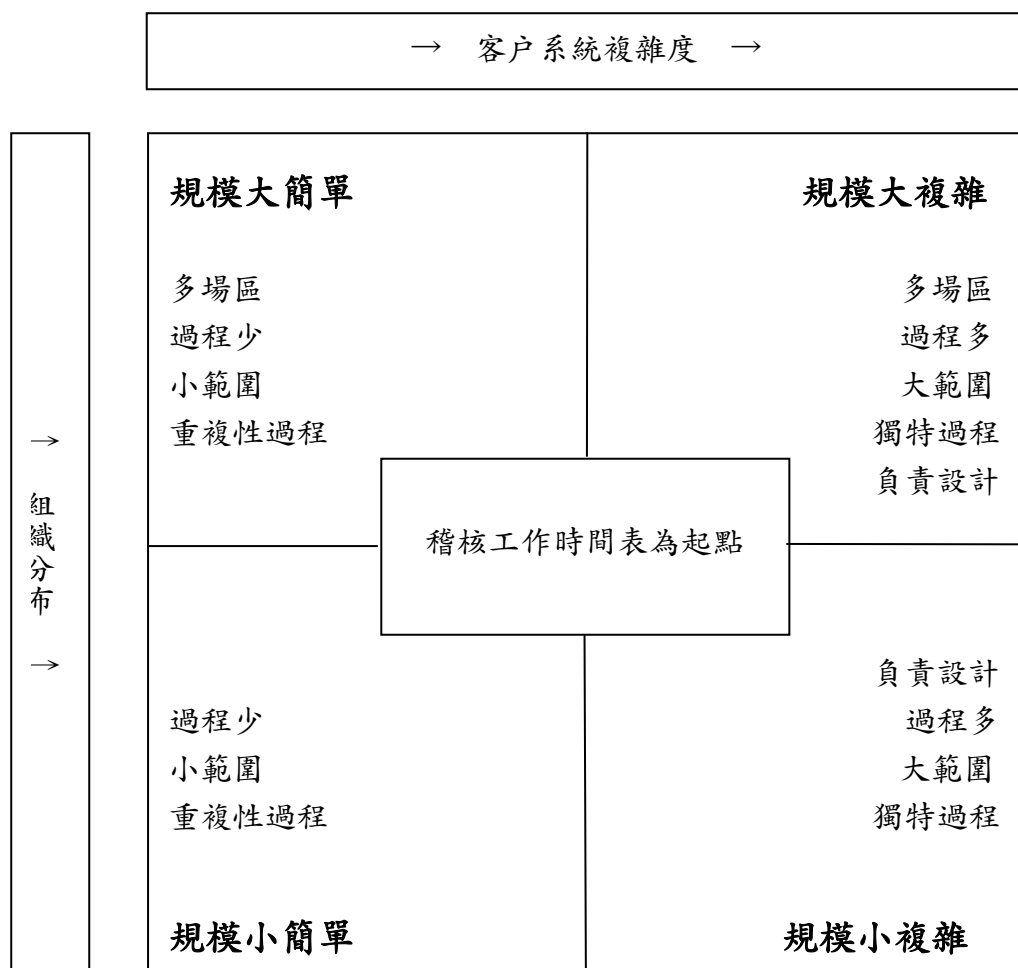 → 客户系統複雜度 →
→ 組織分布 →
規模大簡單
多場區
過程少
小範圍
重複性過程
規模大複雜
多場區
過程多
大範圍
獨特過程
負責設計
稽核工作時間表為起點
過程少
小範圍
重複性過程
規模小簡單
負責設計
過程多
大範圍
獨特過程
規模小複雜